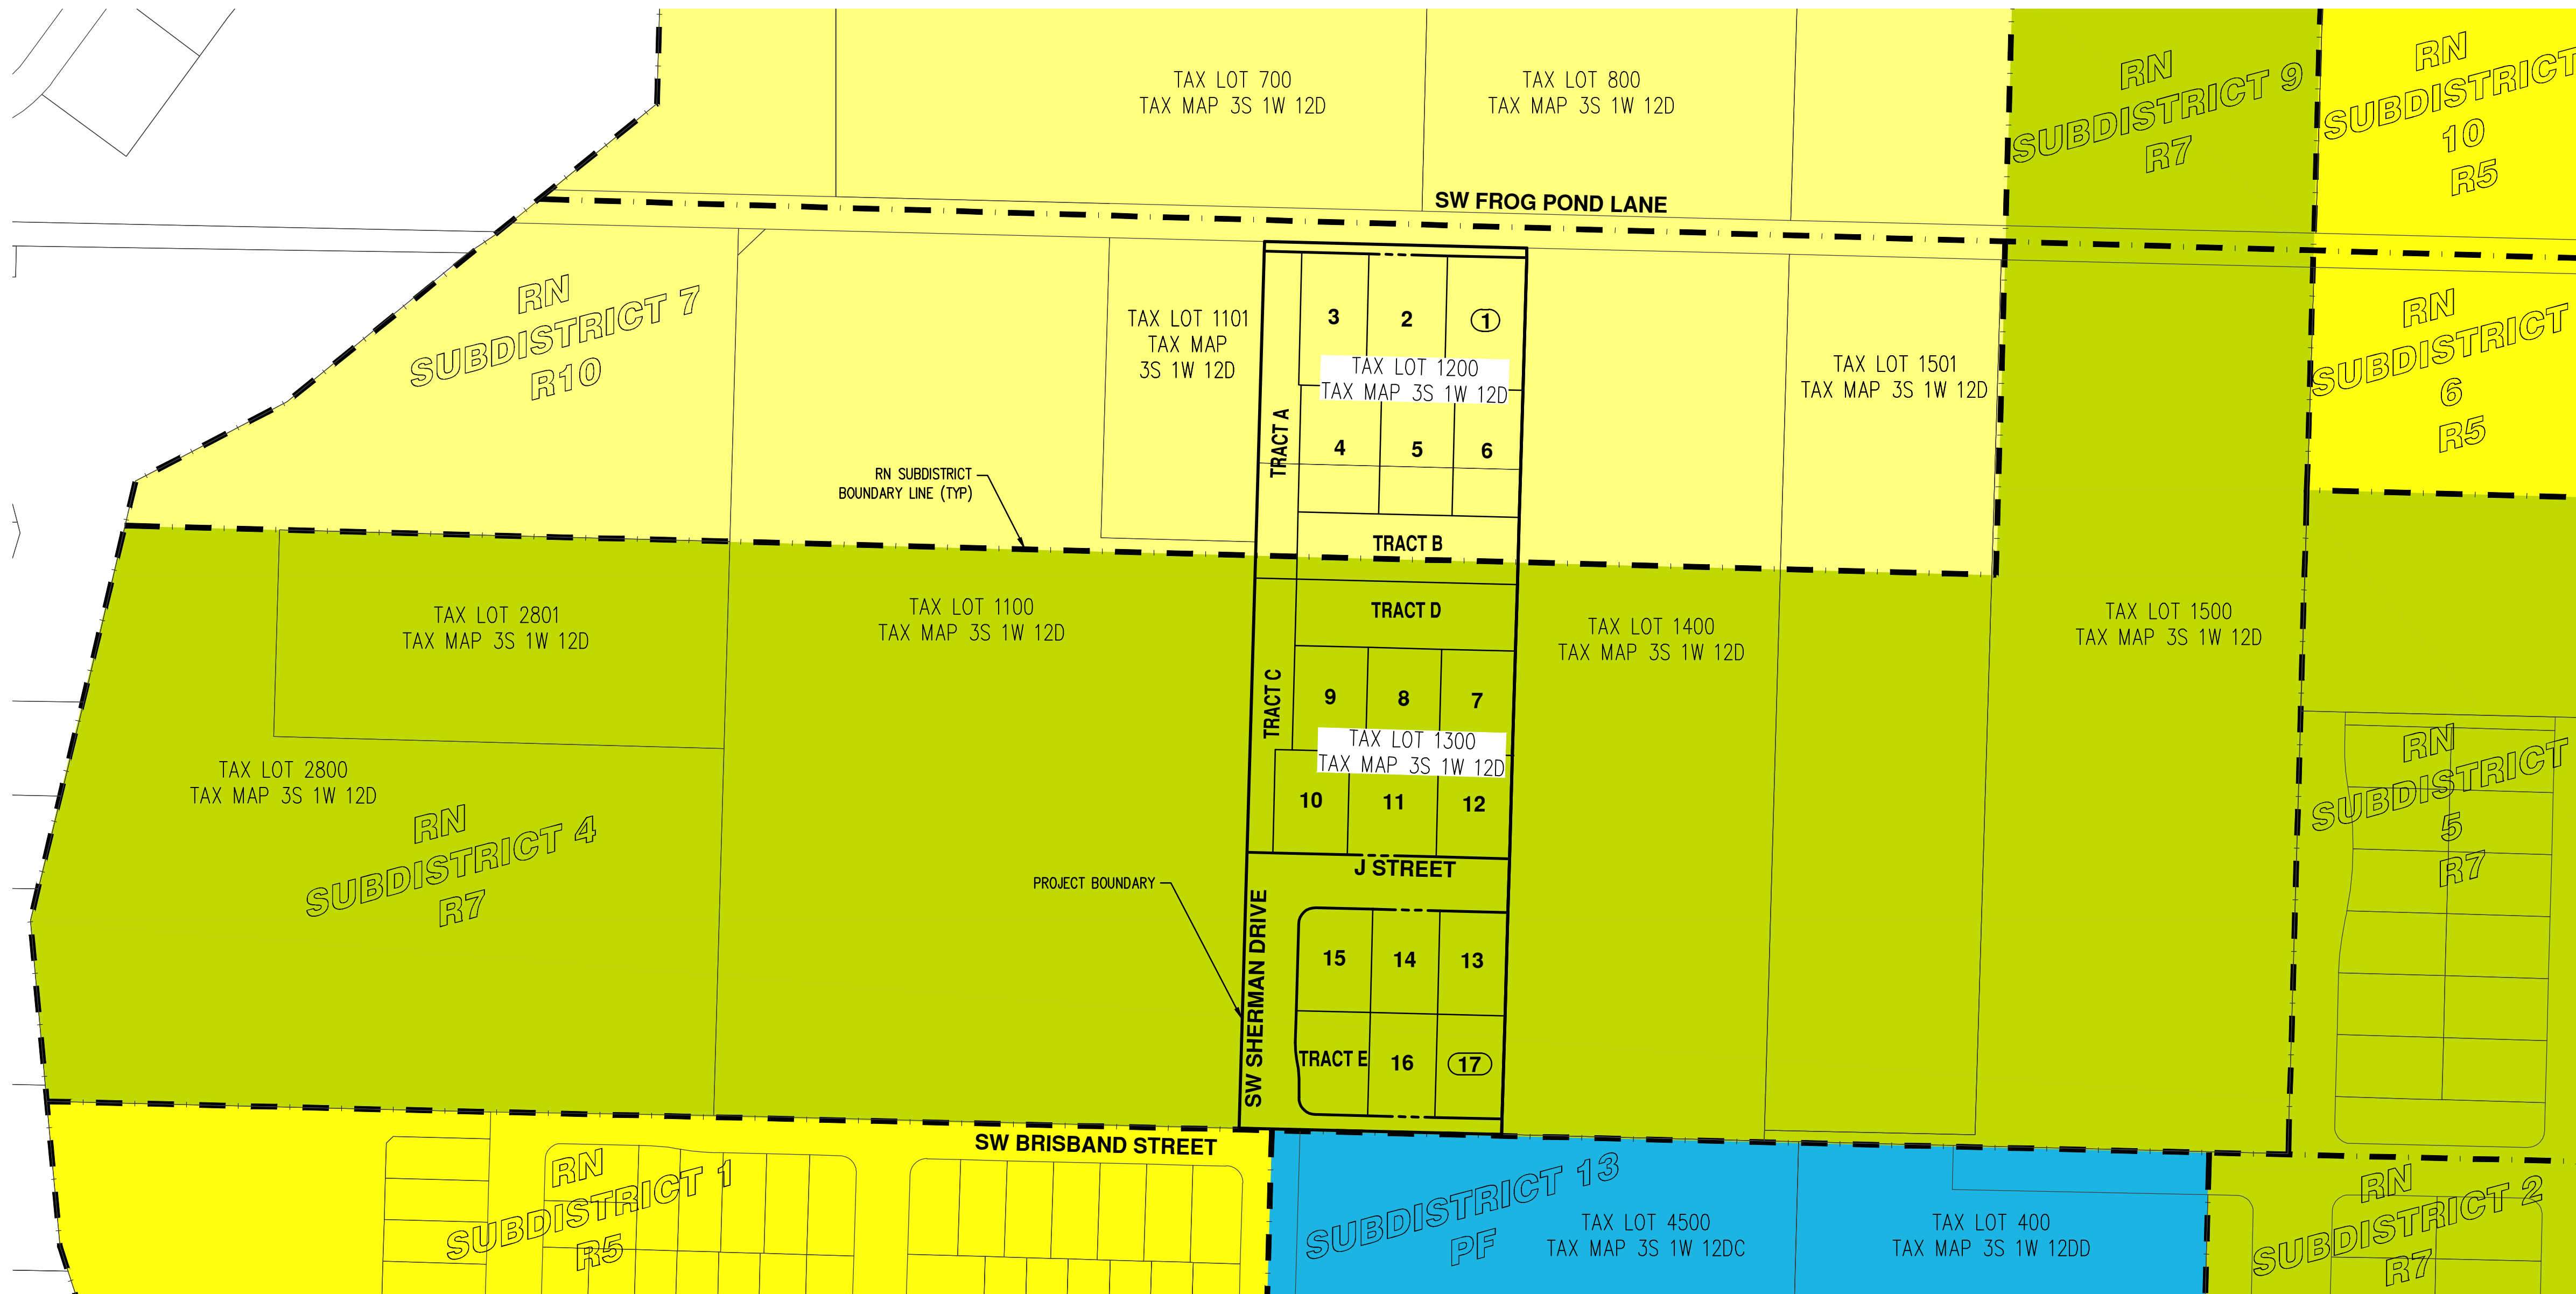 TAX LOT 700
TAX MAP 3S 1W 12D
TAX LOT 800
TAX MAP 3S 1W 12D
RN
SUBDISTRICT 9
R7
RN
SUBDISTRICT
10
R5
SW FROG POND LANE
RN
SUBDISTRICT 7
R10
TAX LOT 1101
TAX MAP
3S 1W 12D
3
2
1
TAX LOT 1200
TAX MAP 3S 1W 12D
TAX LOT 1501
TAX MAP 3S 1W 12D
RN
SUBDISTRICT
6
R5
TRACT A
4
5
6
RN SUBDISTRICT
BOUNDARY LINE (TYP)
TRACT B
TAX LOT 2801
TAX MAP 3S 1W 12D
TAX LOT 1100
TAX MAP 3S 1W 12D
TRACT D
TAX LOT 1400
TAX MAP 3S 1W 12D
TAX LOT 1500
TAX MAP 3S 1W 12D
TRACT C
9
8
7
TAX LOT 1300
TAX MAP 3S 1W 12D
TAX LOT 2800
TAX MAP 3S 1W 12D
RN
SUBDISTRICT 4
R7
10
11
12
RN
SUBDISTRICT
5
R7
J STREET
PROJECT BOUNDARY
SW SHERMAN DRIVE
15
14
13
TRACT E
16
17
SW BRISBAND STREET
RN
SUBDISTRICT 1
R5
SUBDISTRICT 13
PF
TAX LOT 4500
TAX MAP 3S 1W 12DC
TAX LOT 400
TAX MAP 3S 1W 12DD
RN
SUBDISTRICT 2
R7